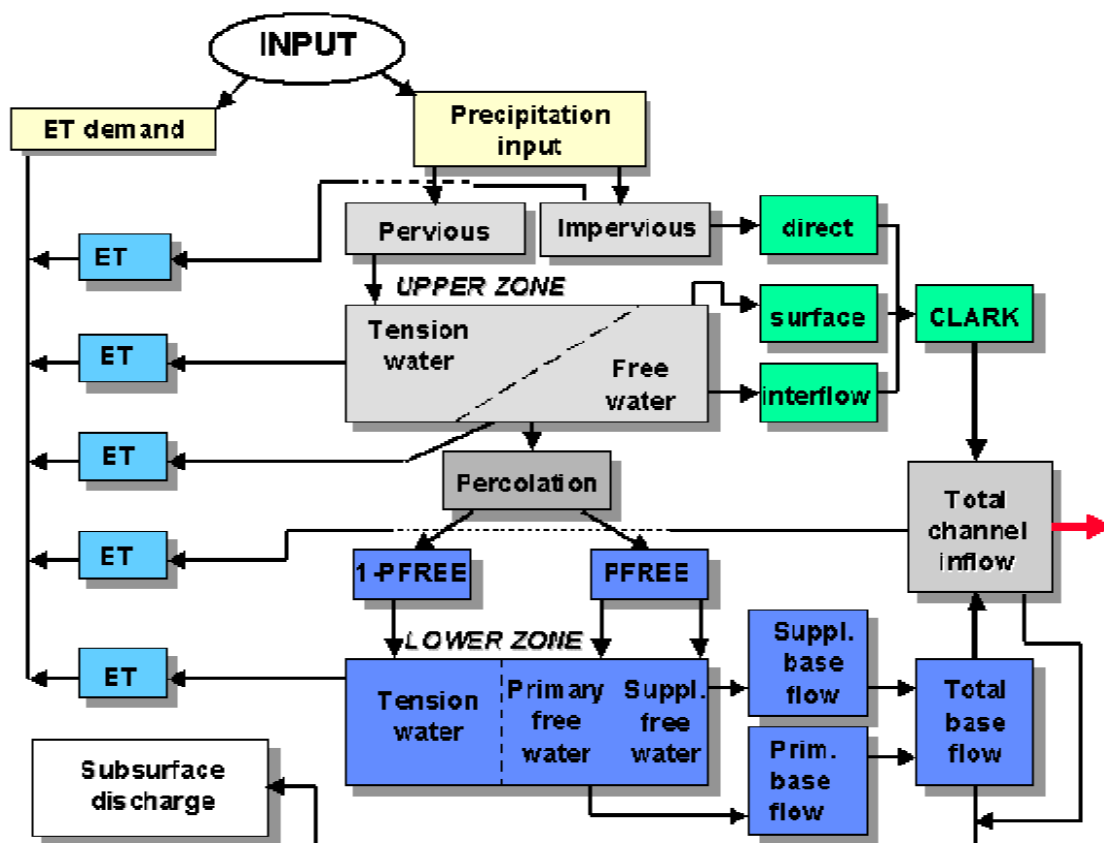 INPUT
ET demand
Precipitation
input
Pervious
Impervious
direct
ET
UPPER ZONE
Tension
water
Free
water
surface
CLARK
ET
interflow
ET
Percolation
Total
channel
inflow
ET
1-PFREE
PFREE
LOWER ZONE
Suppl.
base
flow
ET
Tension
water
Primary
free
water
Suppl.
free
water
Total
base
flow
Prim.
base
flow
Subsurface
discharge